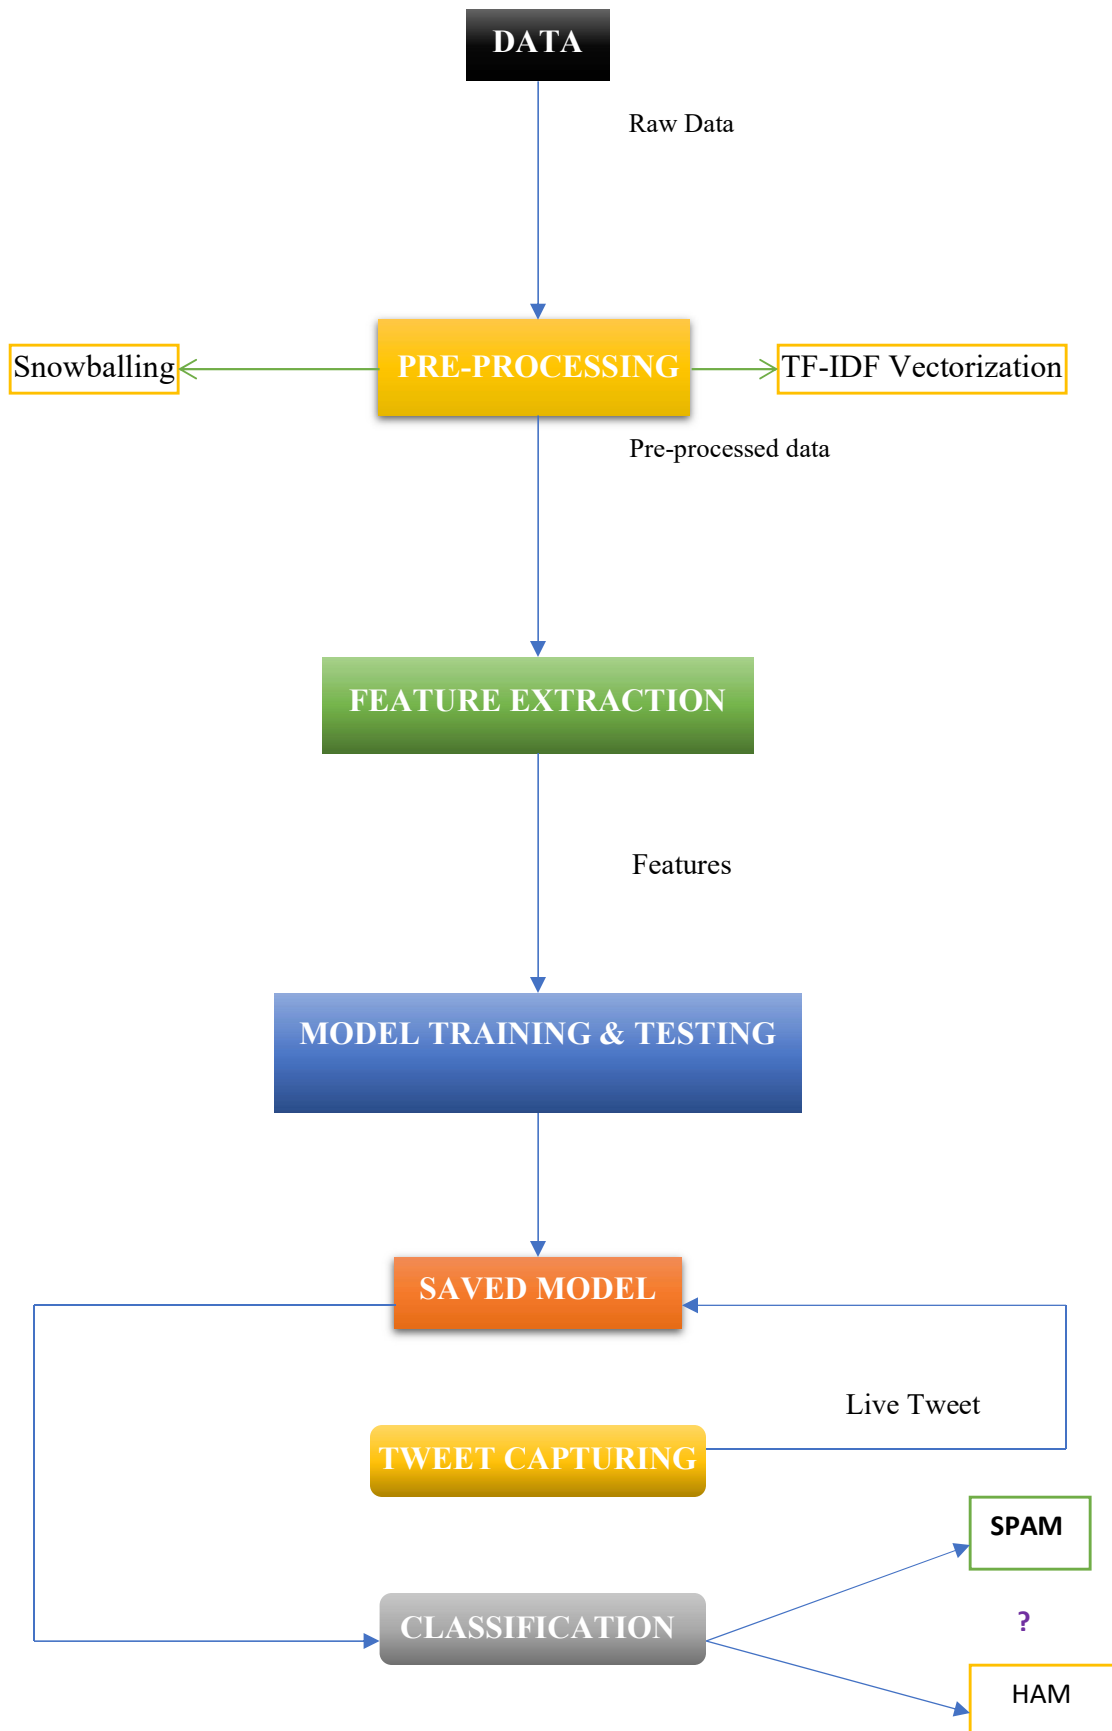 DATA
Raw Data
Snowballing
PRE-PROCESSING
TF-IDF Vectorization
Pre-processed data
FEATURE EXTRACTION
Features
MODEL TRAINING & TESTING
SAVED MODEL
Live Tweet
TWEET CAPTURING
SPAM
?
CLASSIFICATION
HAM